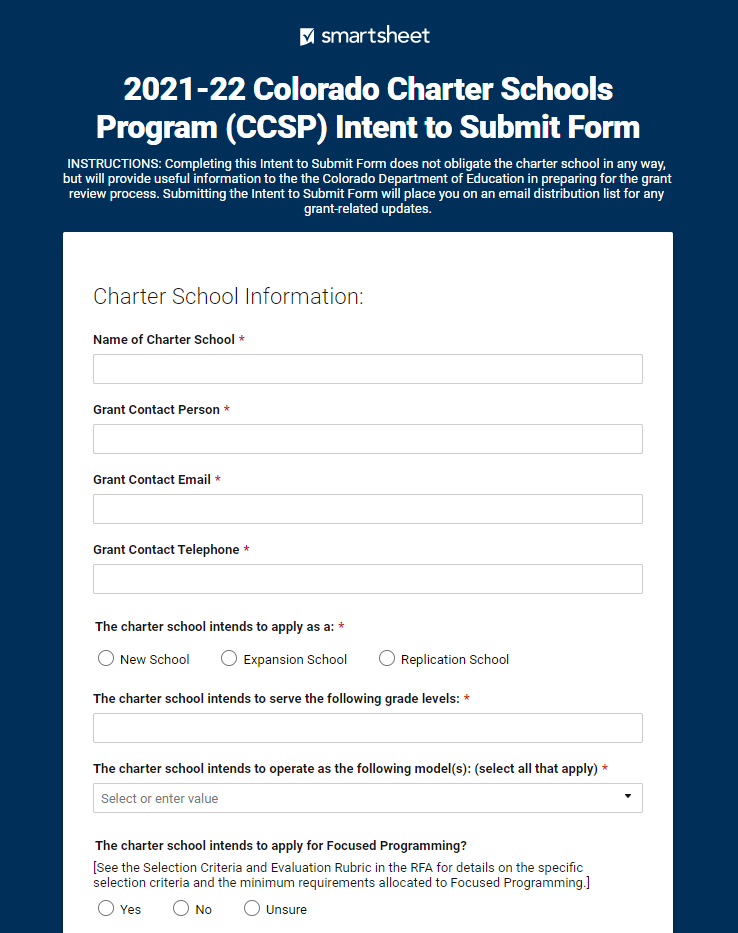 smartsheet
2021-22 Colorado Charter Schools
Program (CCSP) Intent to Submit Form
INSTRUCTIONS: Completing this Intent to Submit Form does not obligate the charter school in any way,
but will provide useful information to the the Colorado Department of Education in preparing for the grant
review process. Submitting the Intent to Submit Form will place you on an email distribution list for any
grant-related updates.
Charter School Information:
Name of Charter School *
Grant Contact Person *
Grant Contact Email *
Grant Contact Telephone *
The charter school intends to apply as a: *
New School Expansion School Replication School
The charter school intends to serve the following grade levels: *
The charter school intends to operate as the following model(s): (select all that apply) *
Select or enter value
The charter school intends to apply for Focused Programming?
[See the Selection Criteria and Evaluation Rubric in the RFA for details on the specific
selection criteria and the minimum requirements allocated to Focused Programming.]
Yes No Unsure